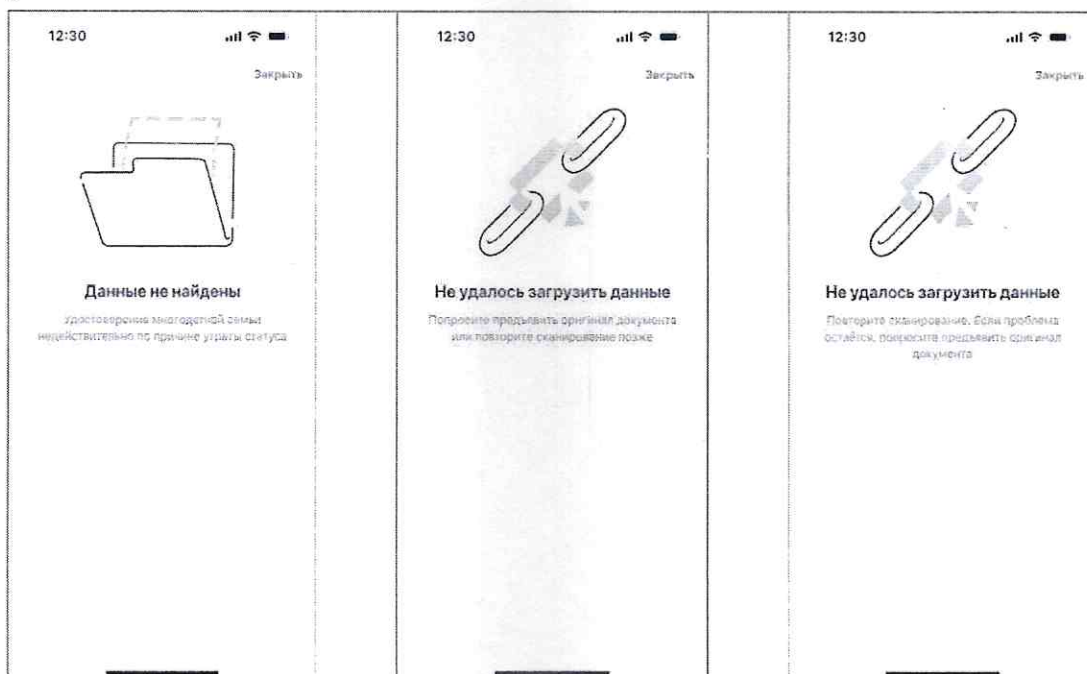 12:30
Закрыть
Данные не найдены
Удостоверение многодетной семьи
недействительно по причине утраты статуса
12:30
Закрыть
Не удалось загрузить данные
Попросите предъявить оригинал документа
или повторите сканирование позже
12:30
Закрыть
Не удалось загрузить данные
Повторите сканирование. Если проблема
остаётся, попросите предъявить оригинал
документа